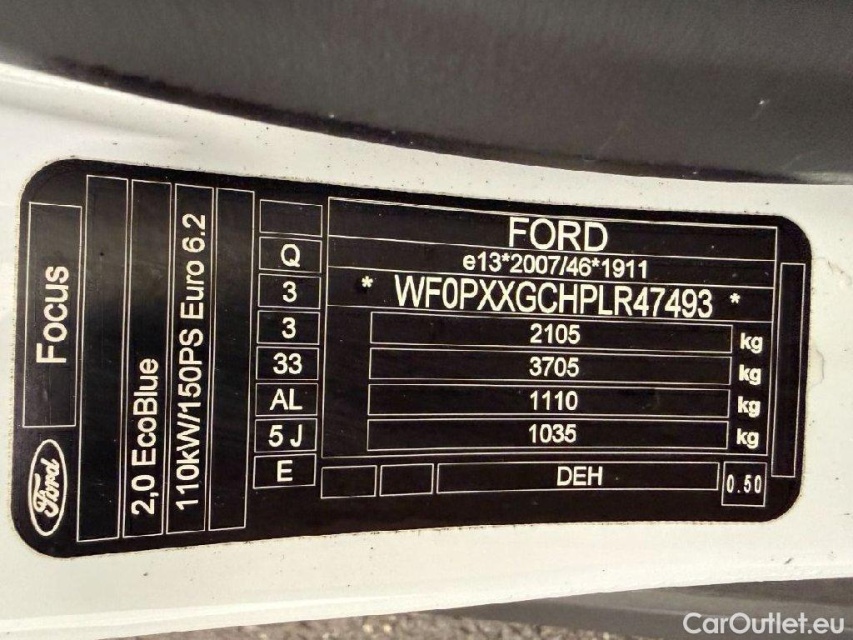 Focus
Ford
2,0 EcoBlue
110kW/150PS Euro 6.2
Q
3
3
33
AL
5 J
E
FORD
e13*2007/46*1911
* WF0PXXGCHPLR47493 *
2105 kg
3705 kg
1110 kg
1035 kg
DEH
0.50
CarOutlet.eu